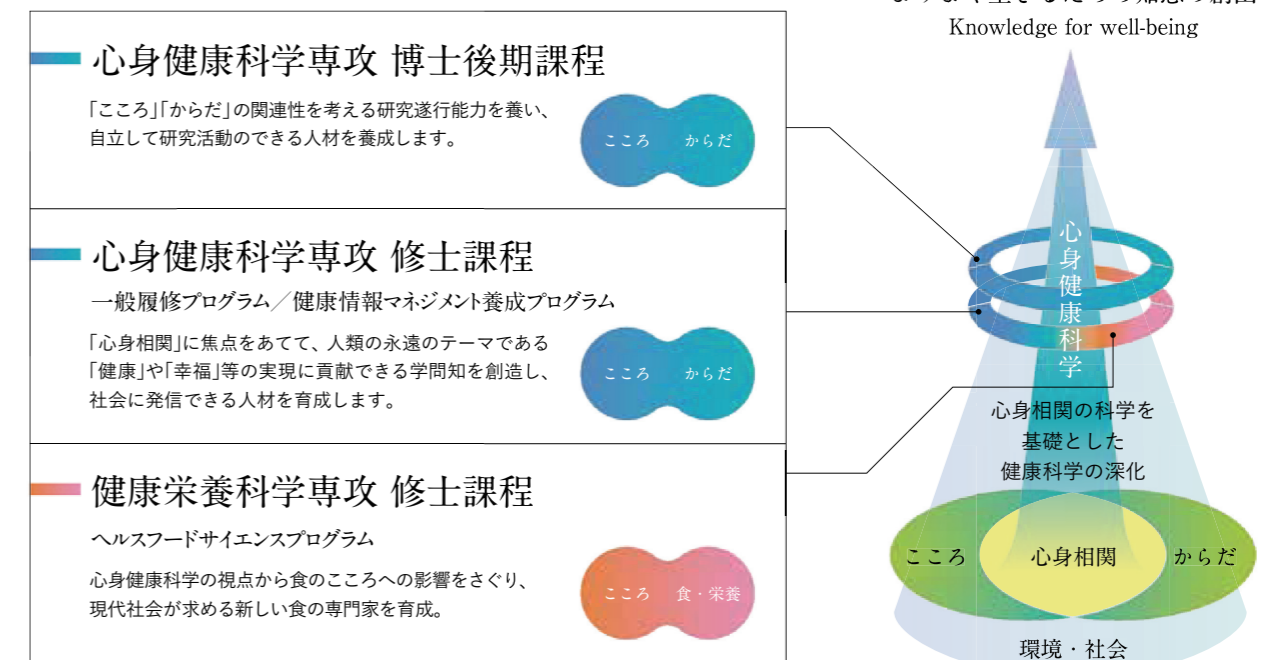 心身健康科学専攻 博士後期課程
「こころ」「からだ」の関連性を考える研究遂行能力を養い、
自立して研究活動のできる人材を養成します。
こころ からだ
心身健康科学専攻 修士課程
一般履修プログラム／健康情報マネジメント養成プログラム
「心身相関」に焦点をあてて、人類の永遠のテーマである
「健康」や「幸福」等の実現に貢献できる学問知を創造し、
社会に発信できる人材を育成します。
こころ からだ
健康栄養科学専攻 修士課程
ヘルスフードサイエンスプログラム
心身健康科学の視点から食のこころへの影響をさぐり、
現代社会が求める新しい食の専門家を育成。
こころ 食・栄養
Knowledge for well-being
心身健康科学
心身相関の科学を
基礎とした
健康科学の深化
こころ 心身相関 からだ
環境・社会